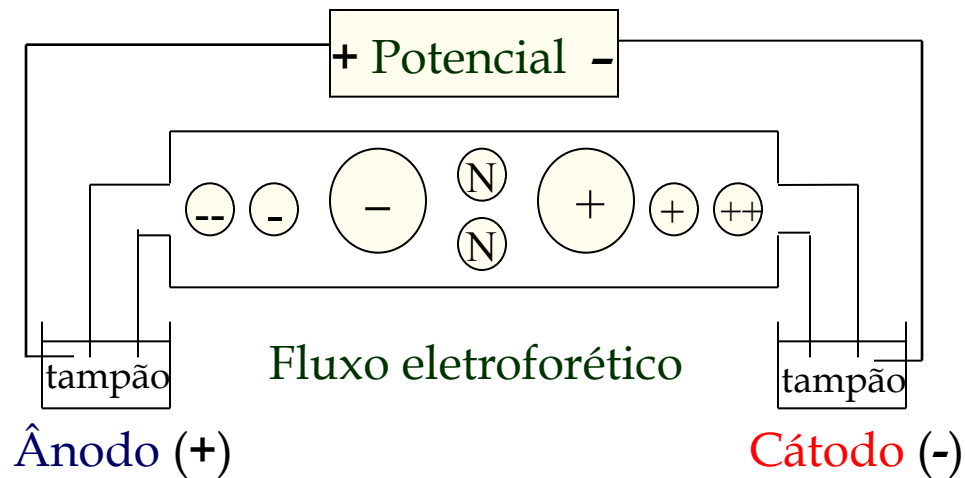 + Potencial -
-- - – N + + ++
N
Fluxo eletroforético
tampão tampão
Ânodo (+) Cátodo (-)